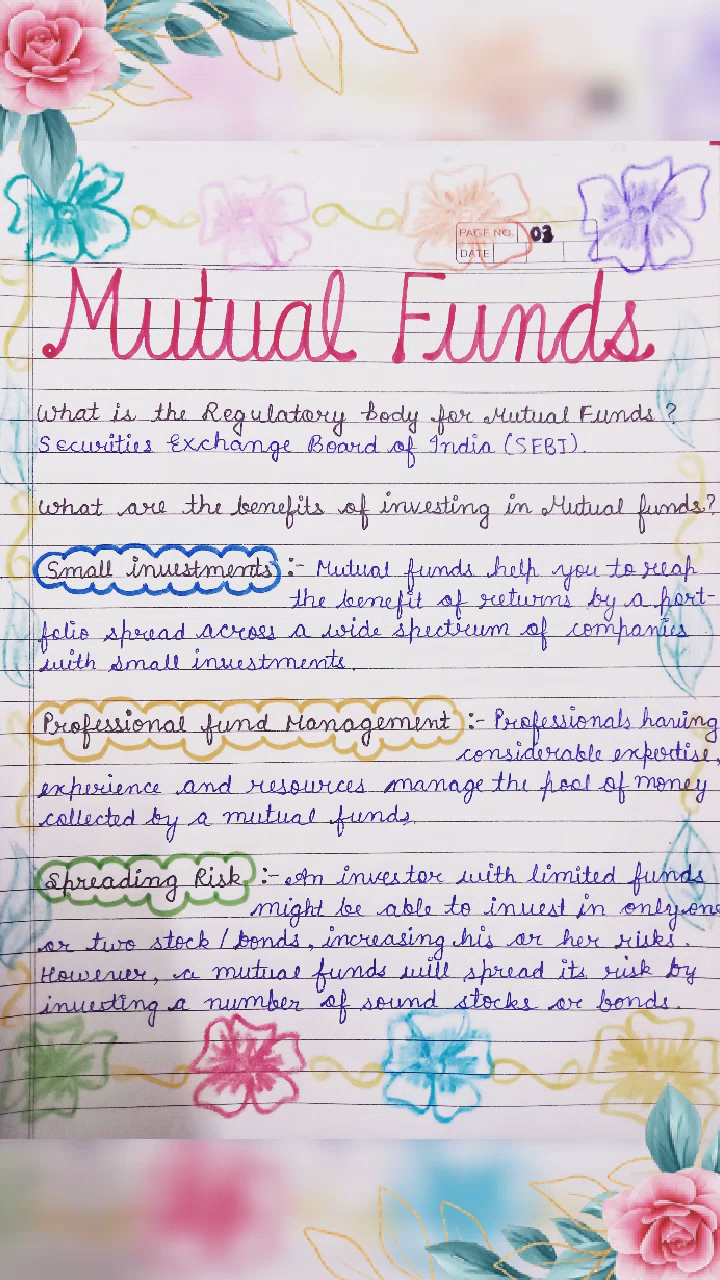 PAGE NO. 03
DATE
Mutual Funds
What is the Regulatory Body for Mutual Funds ?
Securities Exchange Board of India (SEBI).
What are the benefits of investing in Mutual funds?
Small investments :- Mutual funds help you to reap
the benefit of returns by a port-
folio spread across a wide spectrum of companies
with small investments.
Professional fund Management :- Professionals having
considerable expertise,
experience and resources manage the pool of money
collected by a mutual funds.
Spreading Risk :- An investor with limited funds
might be able to invest in only one
or two stock / bonds, increasing his or her risks.
However, a mutual funds will spread its risk by
investing a number of sound stocks or bonds.